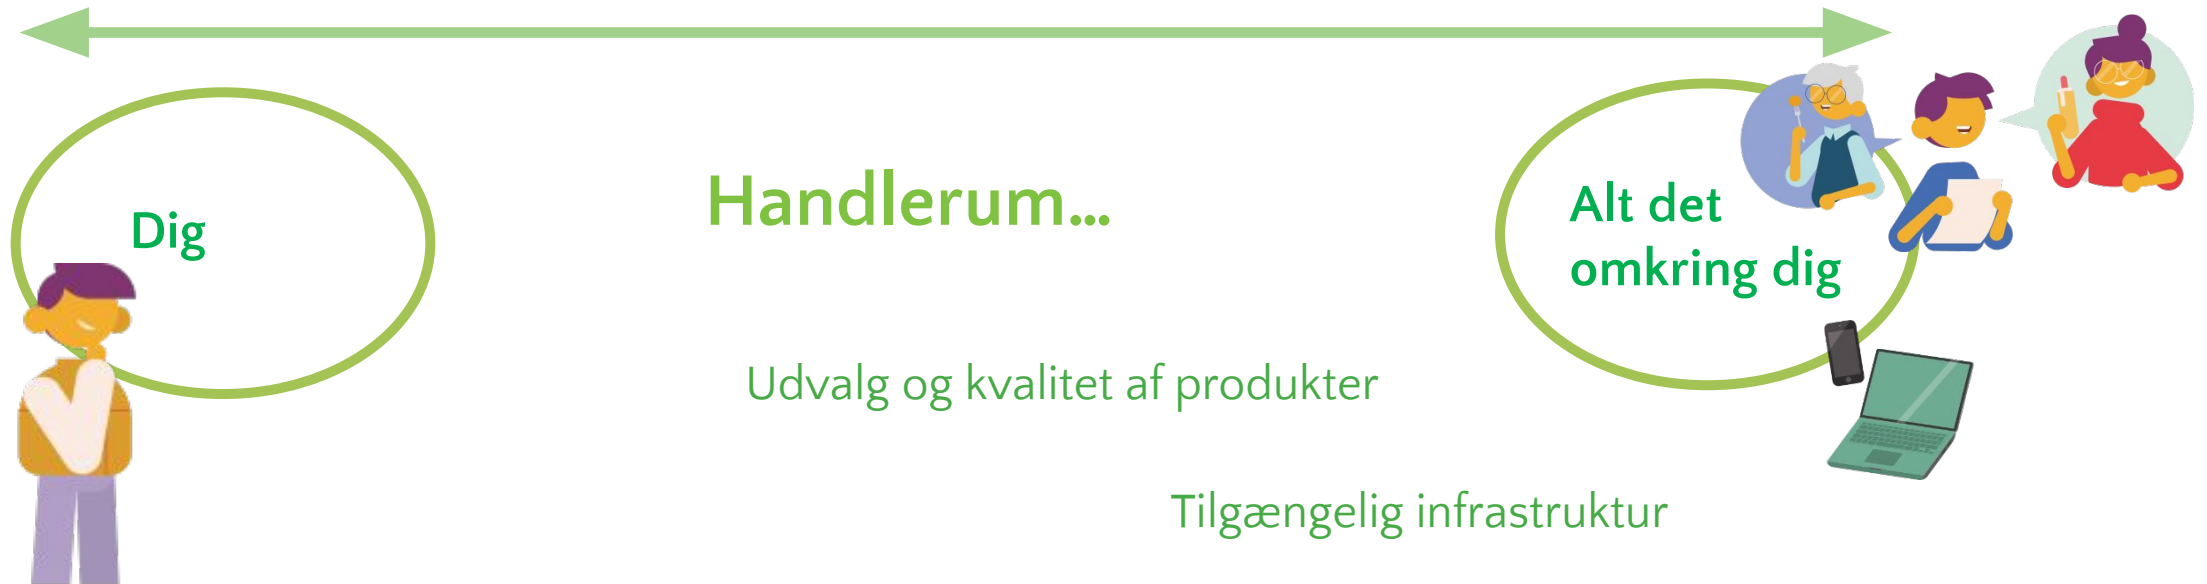 Dig
Handlerum...
Alt det
omkring dig
Udvalg og kvalitet af produkter
Tilgængelig infrastruktur